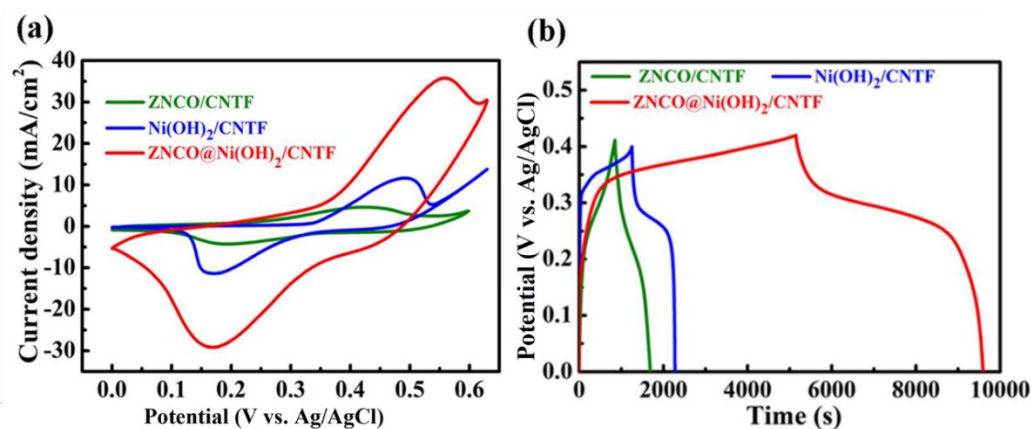 (a)
Current density (mA/cm²)
40
30
20
10
0
-10
-20
-30
ZNCO/CNTF
Ni(OH)₂/CNTF
ZNCO@Ni(OH)₂/CNTF
0.0 0.1 0.2 0.3 0.4 0.5 0.6
Potential (V vs. Ag/AgCl)
(b)
Potential (V vs. Ag/AgCl)
0.5
0.4
0.3
0.2
0.1
0.0
ZNCO/CNTF Ni(OH)₂/CNTF
ZNCO@Ni(OH)₂/CNTF
0 2000 4000 6000 8000 10000
Time (s)